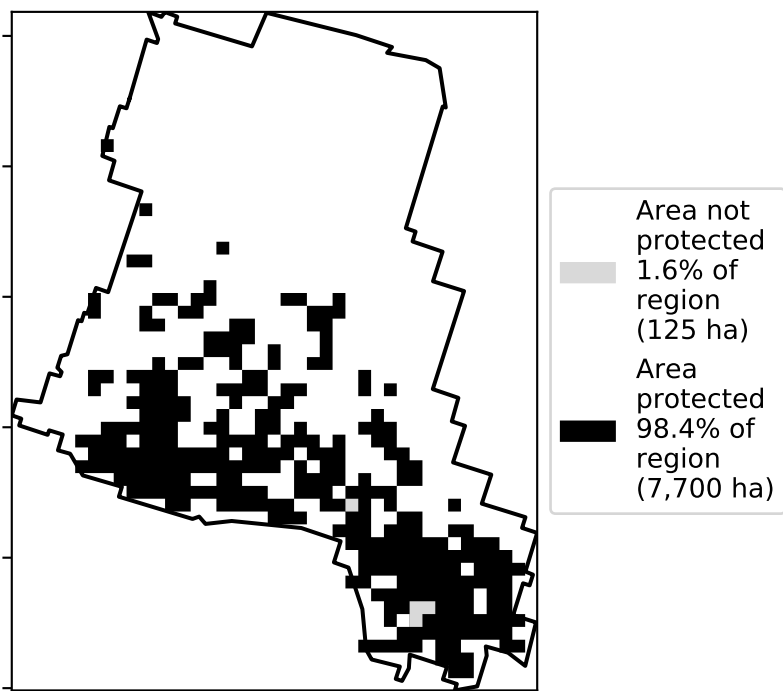 Area not
protected
1.6% of
region
(125 ha)
Area
protected
98.4% of
region
(7,700 ha)